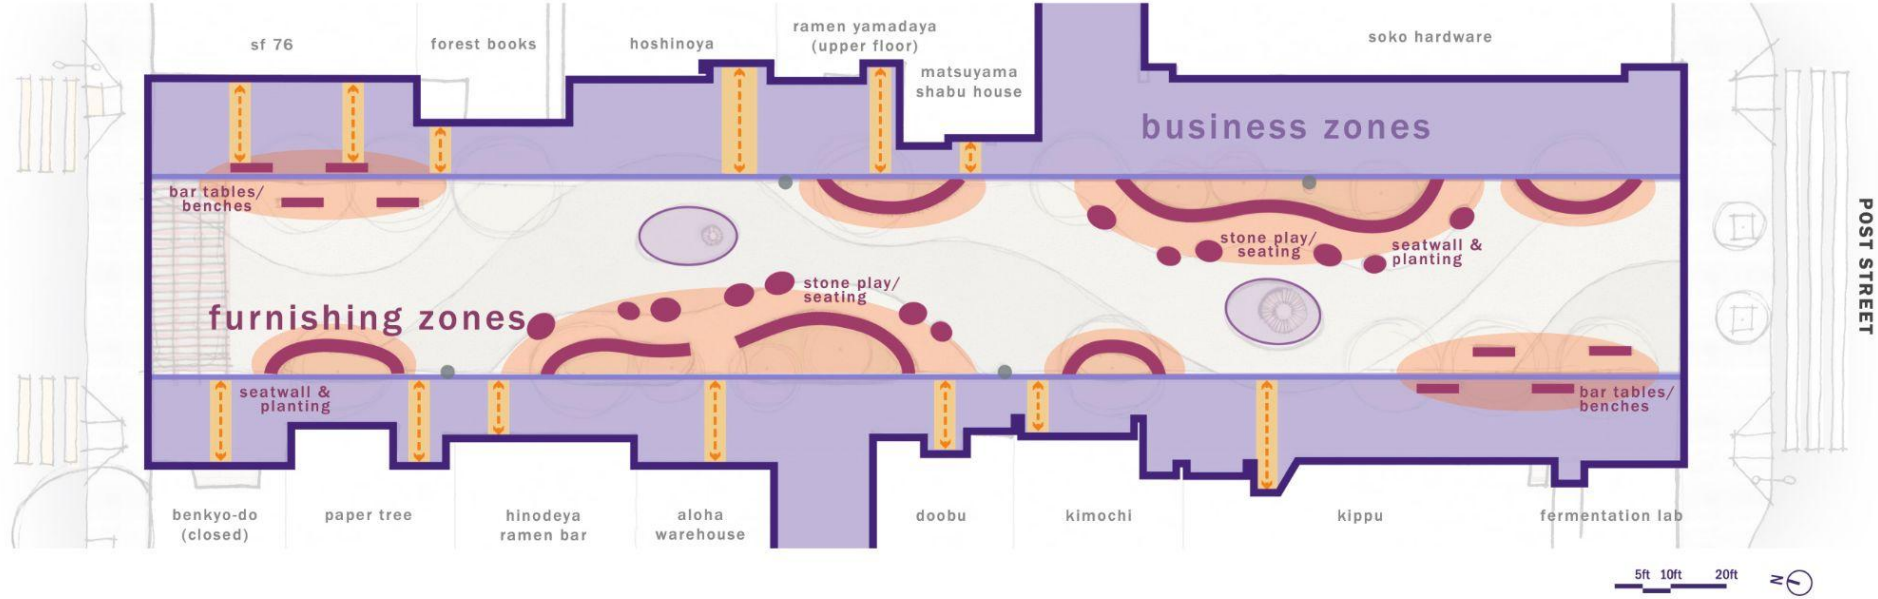 sf 76
forest books
hoshinoya
ramen yamadaya
(upper floor)
matsuyama
shabu house
soko hardware
business zones
bar tables/
benches
stone play/
seating
seatwall &
planting
stone play/
seating
furnishing zones
seatwall &
planting
bar tables/
benches
POST STREET
benkyo-do
(closed)
paper tree
hinodeya
ramen bar
aloha
warehouse
doobu
kimochi
kippu
fermentation lab
5ft 10ft 20ft
N